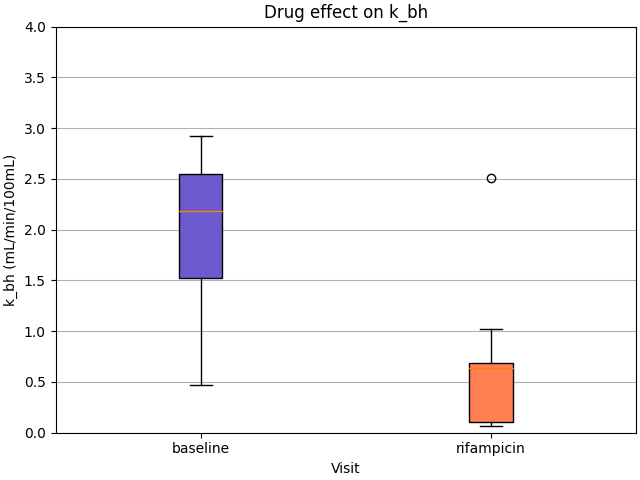 Drug effect on k_bh
k_bh (mL/min/100mL)
4.0
3.5
3.0
2.5
2.0
1.5
1.0
0.5
0.0
baseline
rifampicin
Visit